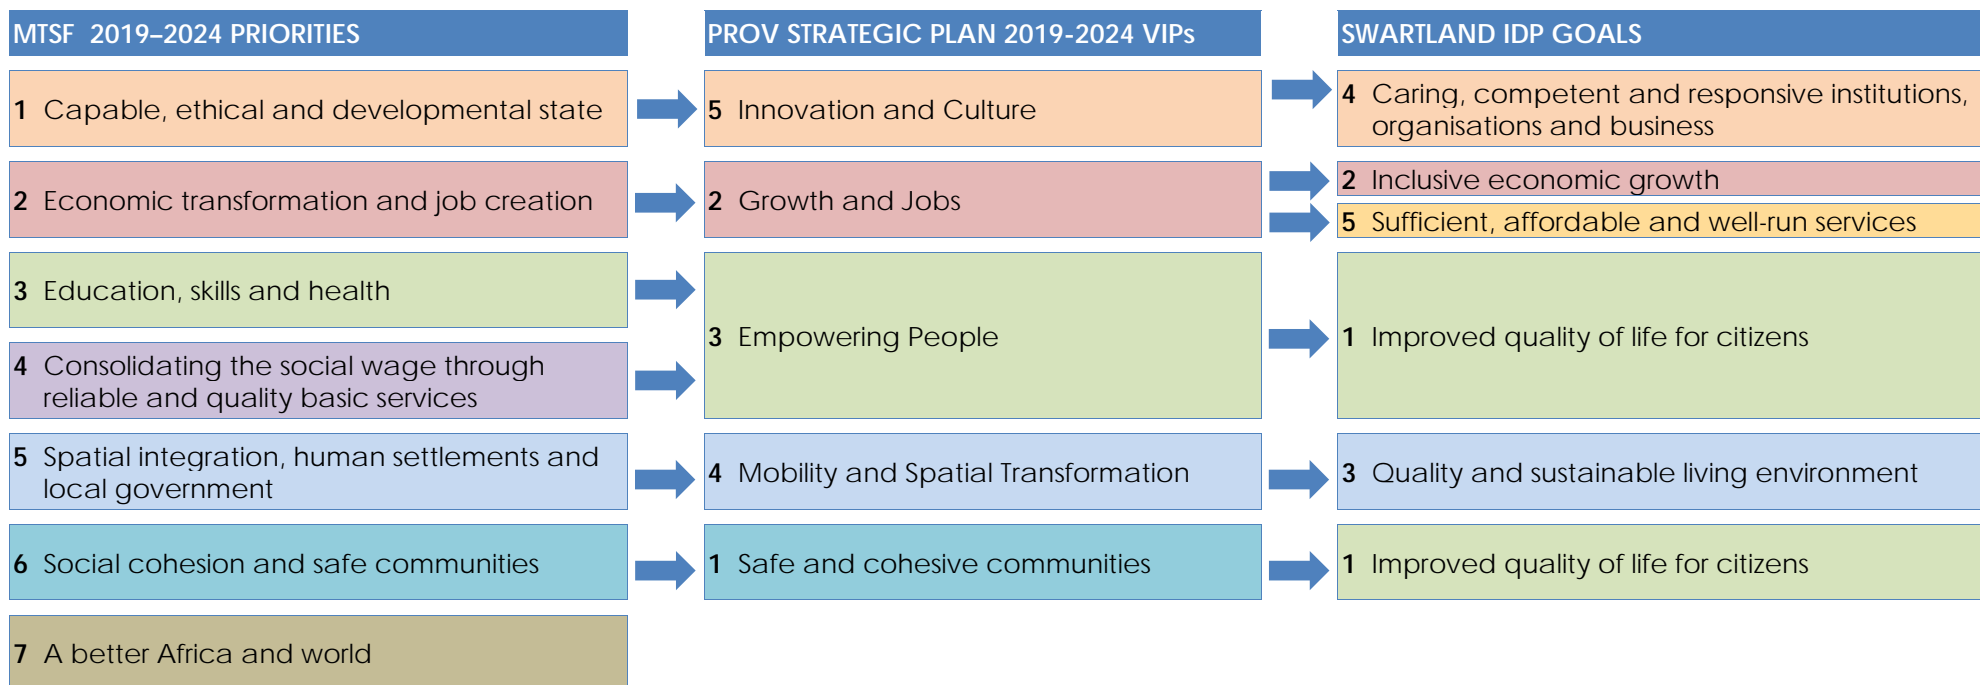 MTSF 2019–2024 PRIORITIES
PROV STRATEGIC PLAN 2019-2024 VIPs
SWARTLAND IDP GOALS
1 Capable, ethical and developmental state
5 Innovation and Culture
4 Caring, competent and responsive institutions,
organisations and business
2 Economic transformation and job creation
2 Growth and Jobs
2 Inclusive economic growth
5 Sufficient, affordable and well-run services
3 Education, skills and health
4 Consolidating the social wage through
reliable and quality basic services
3 Empowering People
1 Improved quality of life for citizens
5 Spatial integration, human settlements and
local government
4 Mobility and Spatial Transformation
3 Quality and sustainable living environment
6 Social cohesion and safe communities
1 Safe and cohesive communities
1 Improved quality of life for citizens
7 A better Africa and world